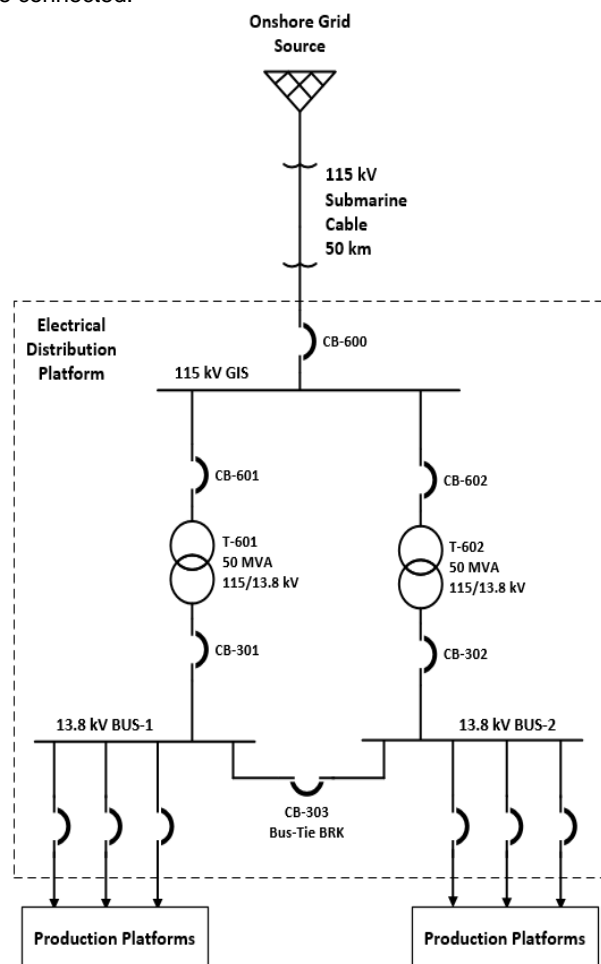 Onshore Grid
Source
115 kV
Submarine
Cable
50 km
Electrical
Distribution
Platform
CB-600
115 kV GIS
CB-601
CB-602
T-601
50 MVA
115/13.8 kV
T-602
50 MVA
115/13.8 kV
CB-301
CB-302
13.8 kV BUS-1
13.8 kV BUS-2
CB-303
Bus-Tie BRK
Production Platforms
Production Platforms